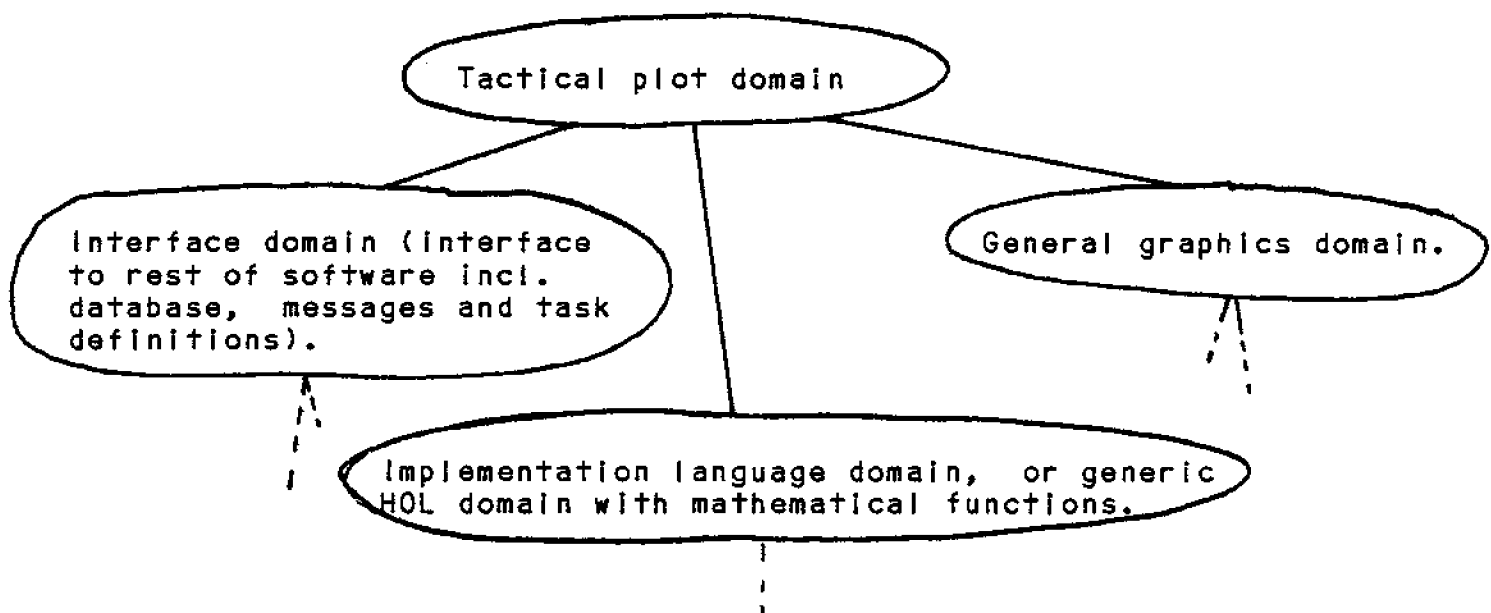 Tactical plot domain
Interface domain (interface
to rest of software incl.
database, messages and task
definitions).
General graphics domain.
Implementation language domain, or generic
HOL domain with mathematical functions.